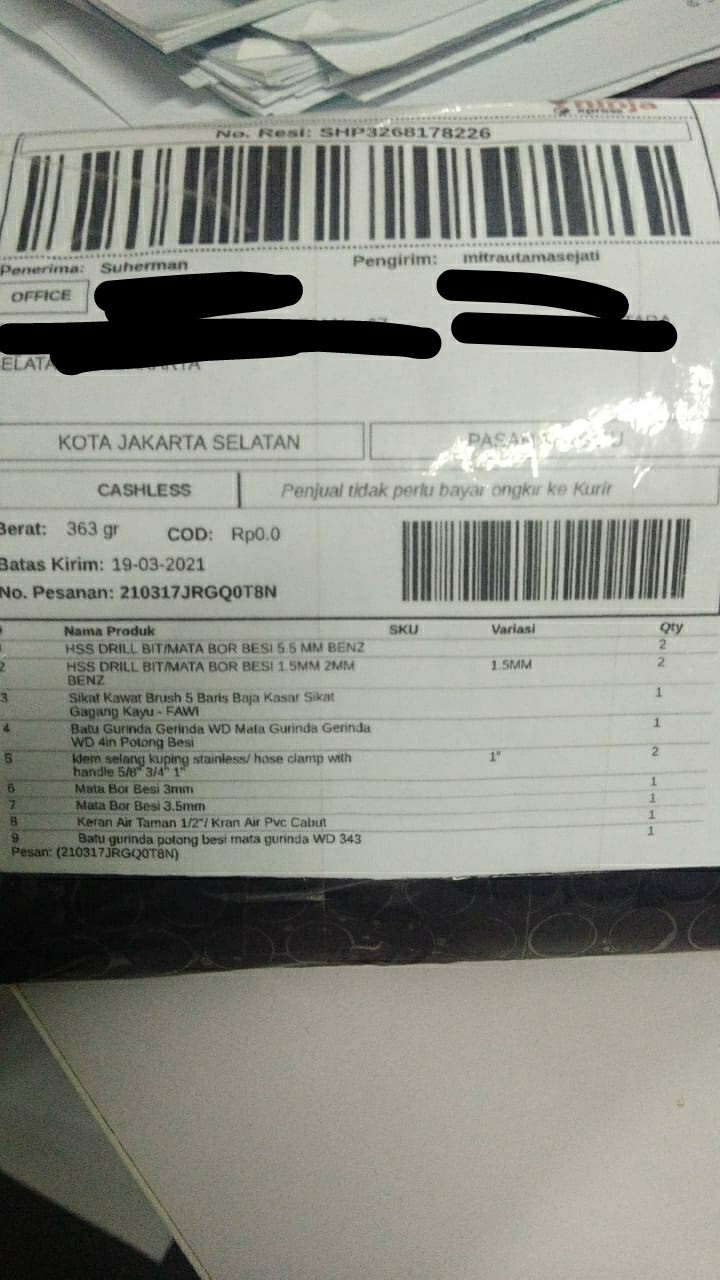 ninja
xpress
No. Resi: SHP3268178226
Penerima: Suherman
Pengirim: mitrautamasejati
OFFICE
KOTA JAKARTA SELATAN
CASHLESS
Penjual tidak perlu bayar ongkir ke Kurir
Berat: 363 gr COD: Rp0.0
Batas Kirim: 19-03-2021
No. Pesanan: 210317JRGQ0T8N
Nama Produk SKU Variasi Qty
HSS DRILL BIT/MATA BOR BESI 5.5 MM BENZ 2
2 HSS DRILL BIT/MATA BOR BESI 1.5MM 2MM 1.5MM 2
BENZ
3 Sikat Kawat Brush 5 Baris Baja Kasar Sikat 1
Gagang Kayu - FAWI
4 Batu Gurinda Gerinda WD Mata Gurinda Gerinda 1
WD 4in Potong Besi
5 klem selang kuping stainless/ hose clamp with 1" 2
handle 5/8" 3/4" 1"
6 Mata Bor Besi 3mm 1
7 Mata Bor Besi 3.5mm 1
8 Keran Air Taman 1/2"/ Kran Air Pvc Cabut 1
9 Batu gurinda potong besi mata gurinda WD 343 1
Pesan: (210317JRGQ0T8N)